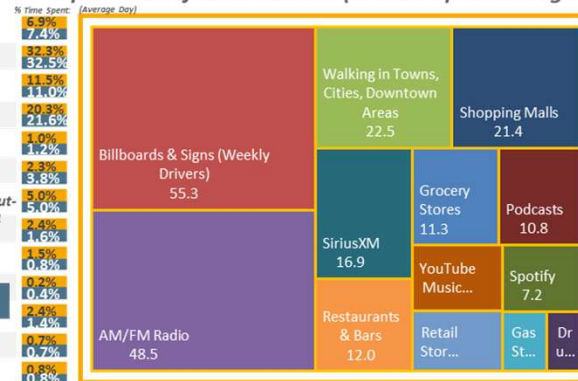 % Time Spent: (Average Day)
6.9%
7.4%
32.3%
32.5%
11.5%
11.0%
20.3%
21.6%
1.0%
1.2%
2.3%
3.8%
ut-
5.0%
5.0%
2.4%
1.6%
1.5%
0.8%
0.2%
0.4%
2.4%
1.4%
0.7%
0.7%
0.8%
0.8%
Billboards & Signs (Weekly
Drivers)
55.3
AM/FM Radio
48.5
Walking in Towns,
Cities, Downtown
Areas
22.5
Shopping Malls
21.4
SiriusXM
16.9
Grocery
Stores
11.3
Podcasts
10.8
Restaurants
& Bars
12.0
YouTube
Music...
Spotify
7.2
Retail
Stor...
Gas
St...
Dr
u...